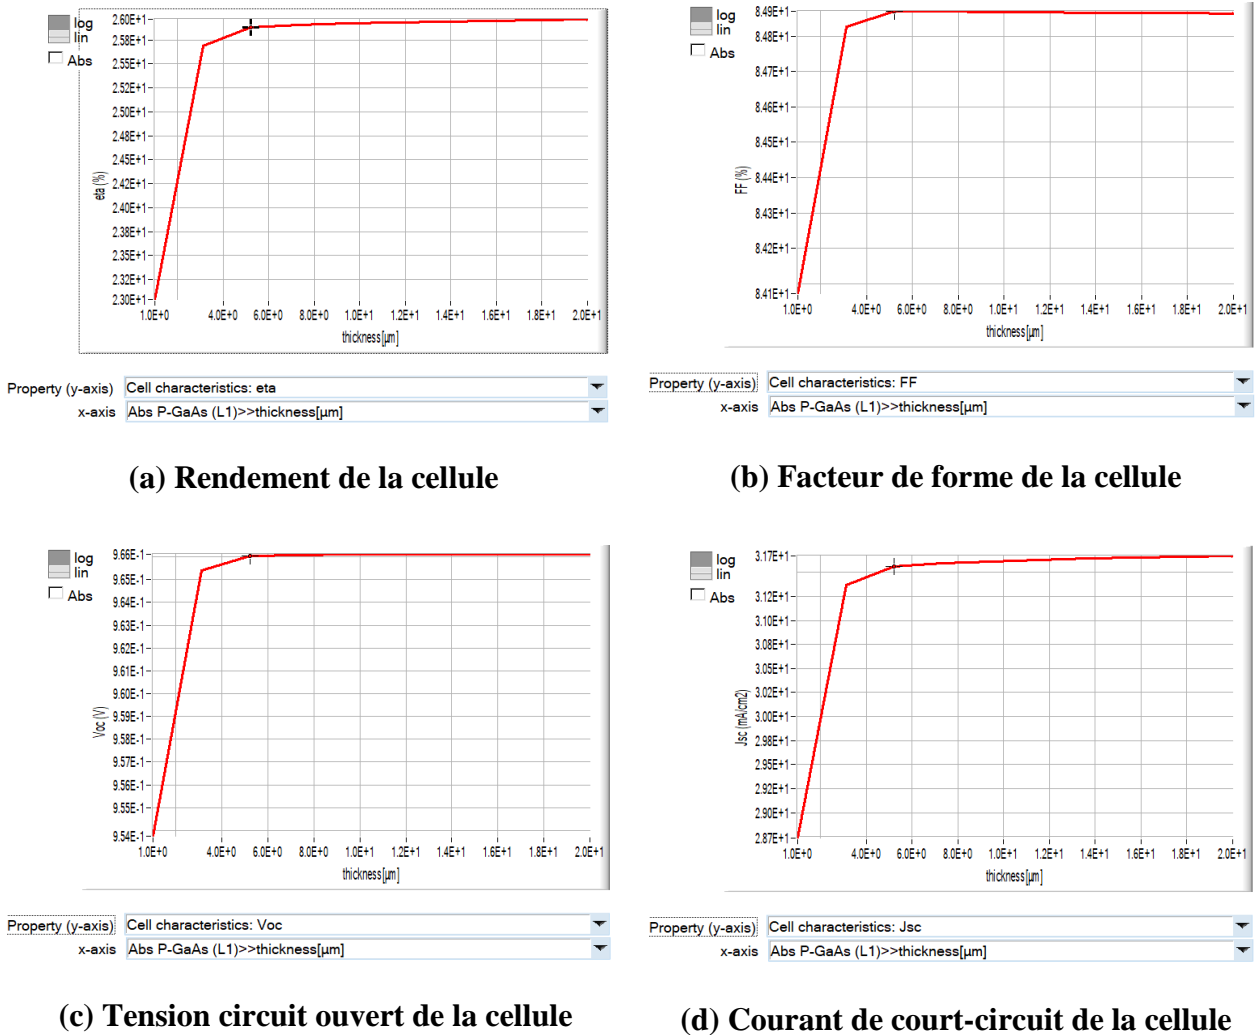 log
lin
Abs
2.60E+1
2.58E+1
2.55E+1
2.52E+1
2.50E+1
2.48E+1
2.45E+1
2.42E+1
2.40E+1
2.38E+1
2.35E+1
2.32E+1
2.30E+1
eta (%)
1.0E+0 4.0E+0 6.0E+0 8.0E+0 1.0E+1 1.2E+1 1.4E+1 1.6E+1 2.0E+1
thickness[µm]
Property (y-axis) Cell characteristics: eta
x-axis Abs P-GaAs (L1)>>thickness[µm]
(a) Rendement de la cellule
log
lin
Abs
8.49E+1
8.48E+1
8.47E+1
8.46E+1
8.45E+1
8.44E+1
8.43E+1
8.42E+1
8.41E+1
FF (%)
1.0E+0 4.0E+0 6.0E+0 8.0E+0 1.0E+1 1.2E+1 1.4E+1 1.6E+1 2.0E+1
thickness[µm]
Property (y-axis) Cell characteristics: FF
x-axis Abs P-GaAs (L1)>>thickness[µm]
(b) Facteur de forme de la cellule
log
lin
Abs
9.66E-1
9.65E-1
9.64E-1
9.63E-1
9.62E-1
9.61E-1
9.60E-1
9.59E-1
9.58E-1
9.57E-1
9.56E-1
9.55E-1
9.54E-1
Voc (V)
1.0E+0 4.0E+0 6.0E+0 8.0E+0 1.0E+1 1.2E+1 1.4E+1 1.6E+1 2.0E+1
thickness[µm]
Property (y-axis) Cell characteristics: Voc
x-axis Abs P-GaAs (L1)>>thickness[µm]
(c) Tension circuit ouvert de la cellule
log
lin
Abs
3.17E+1
3.12E+1
3.10E+1
3.08E+1
3.05E+1
3.02E+1
3.00E+1
2.98E+1
2.95E+1
2.92E+1
2.90E+1
2.87E+1
Jsc (mA/cm2)
1.0E+0 4.0E+0 6.0E+0 8.0E+0 1.0E+1 1.2E+1 1.4E+1 1.6E+1 2.0E+1
thickness[µm]
Property (y-axis) Cell characteristics: Jsc
x-axis Abs P-GaAs (L1)>>thickness[µm]
(d) Courant de court-circuit de la cellule